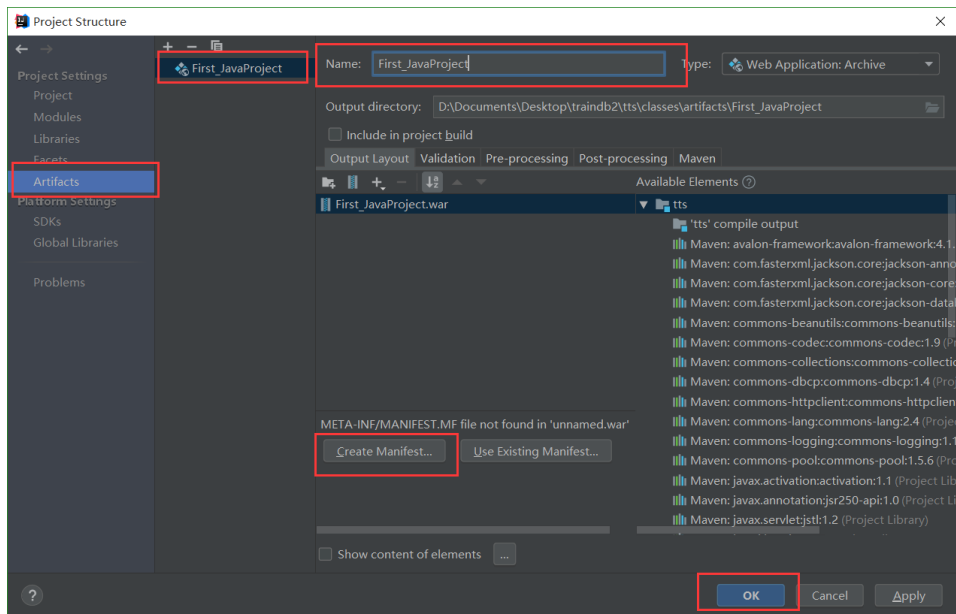 Project Structure
Project Settings
Project
Modules
Libraries
Facets
Artifacts
Platform Settings
SDKs
Global Libraries
Problems
First_JavaProject
Name: First_JavaProject Type: Web Application: Archive
Output directory: D:\Documents\Desktop\traindb2\tts\classes\artifacts\First_JavaProject
Include in project build
Output Layout Validation Pre-processing Post-processing Maven
Available Elements
First_JavaProject.war
tts
'tts' compile output
Maven: avalon-framework:avalon-framework:4.1.
Maven: com.fasterxml.jackson.core:jackson-anno
Maven: com.fasterxml.jackson.core:jackson-core
Maven: com.fasterxml.jackson.core:jackson-datal
Maven: commons-beanutils:commons-beanutils:
Maven: commons-codec:commons-codec:1.9 (Pr
Maven: commons-collections:commons-collectio
Maven: commons-dbcp:commons-dbcp:1.4 (Proj
Maven: commons-httpclient:commons-httpclien
Maven: commons-lang:commons-lang:2.4 (Projec
Maven: commons-logging:commons-logging:1.1
Maven: commons-pool:commons-pool:1.5.6 (Pro
Maven: javax.activation:activation:1.1 (Project Lib
Maven: javax.annotation:jsr250-api:1.0 (Project Li
Maven: javax.servlet:jstl:1.2 (Project Library)
META-INF/MANIFEST.MF file not found in 'unnamed.war'
Create Manifest... Use Existing Manifest...
Show content of elements ...
? OK Cancel Apply